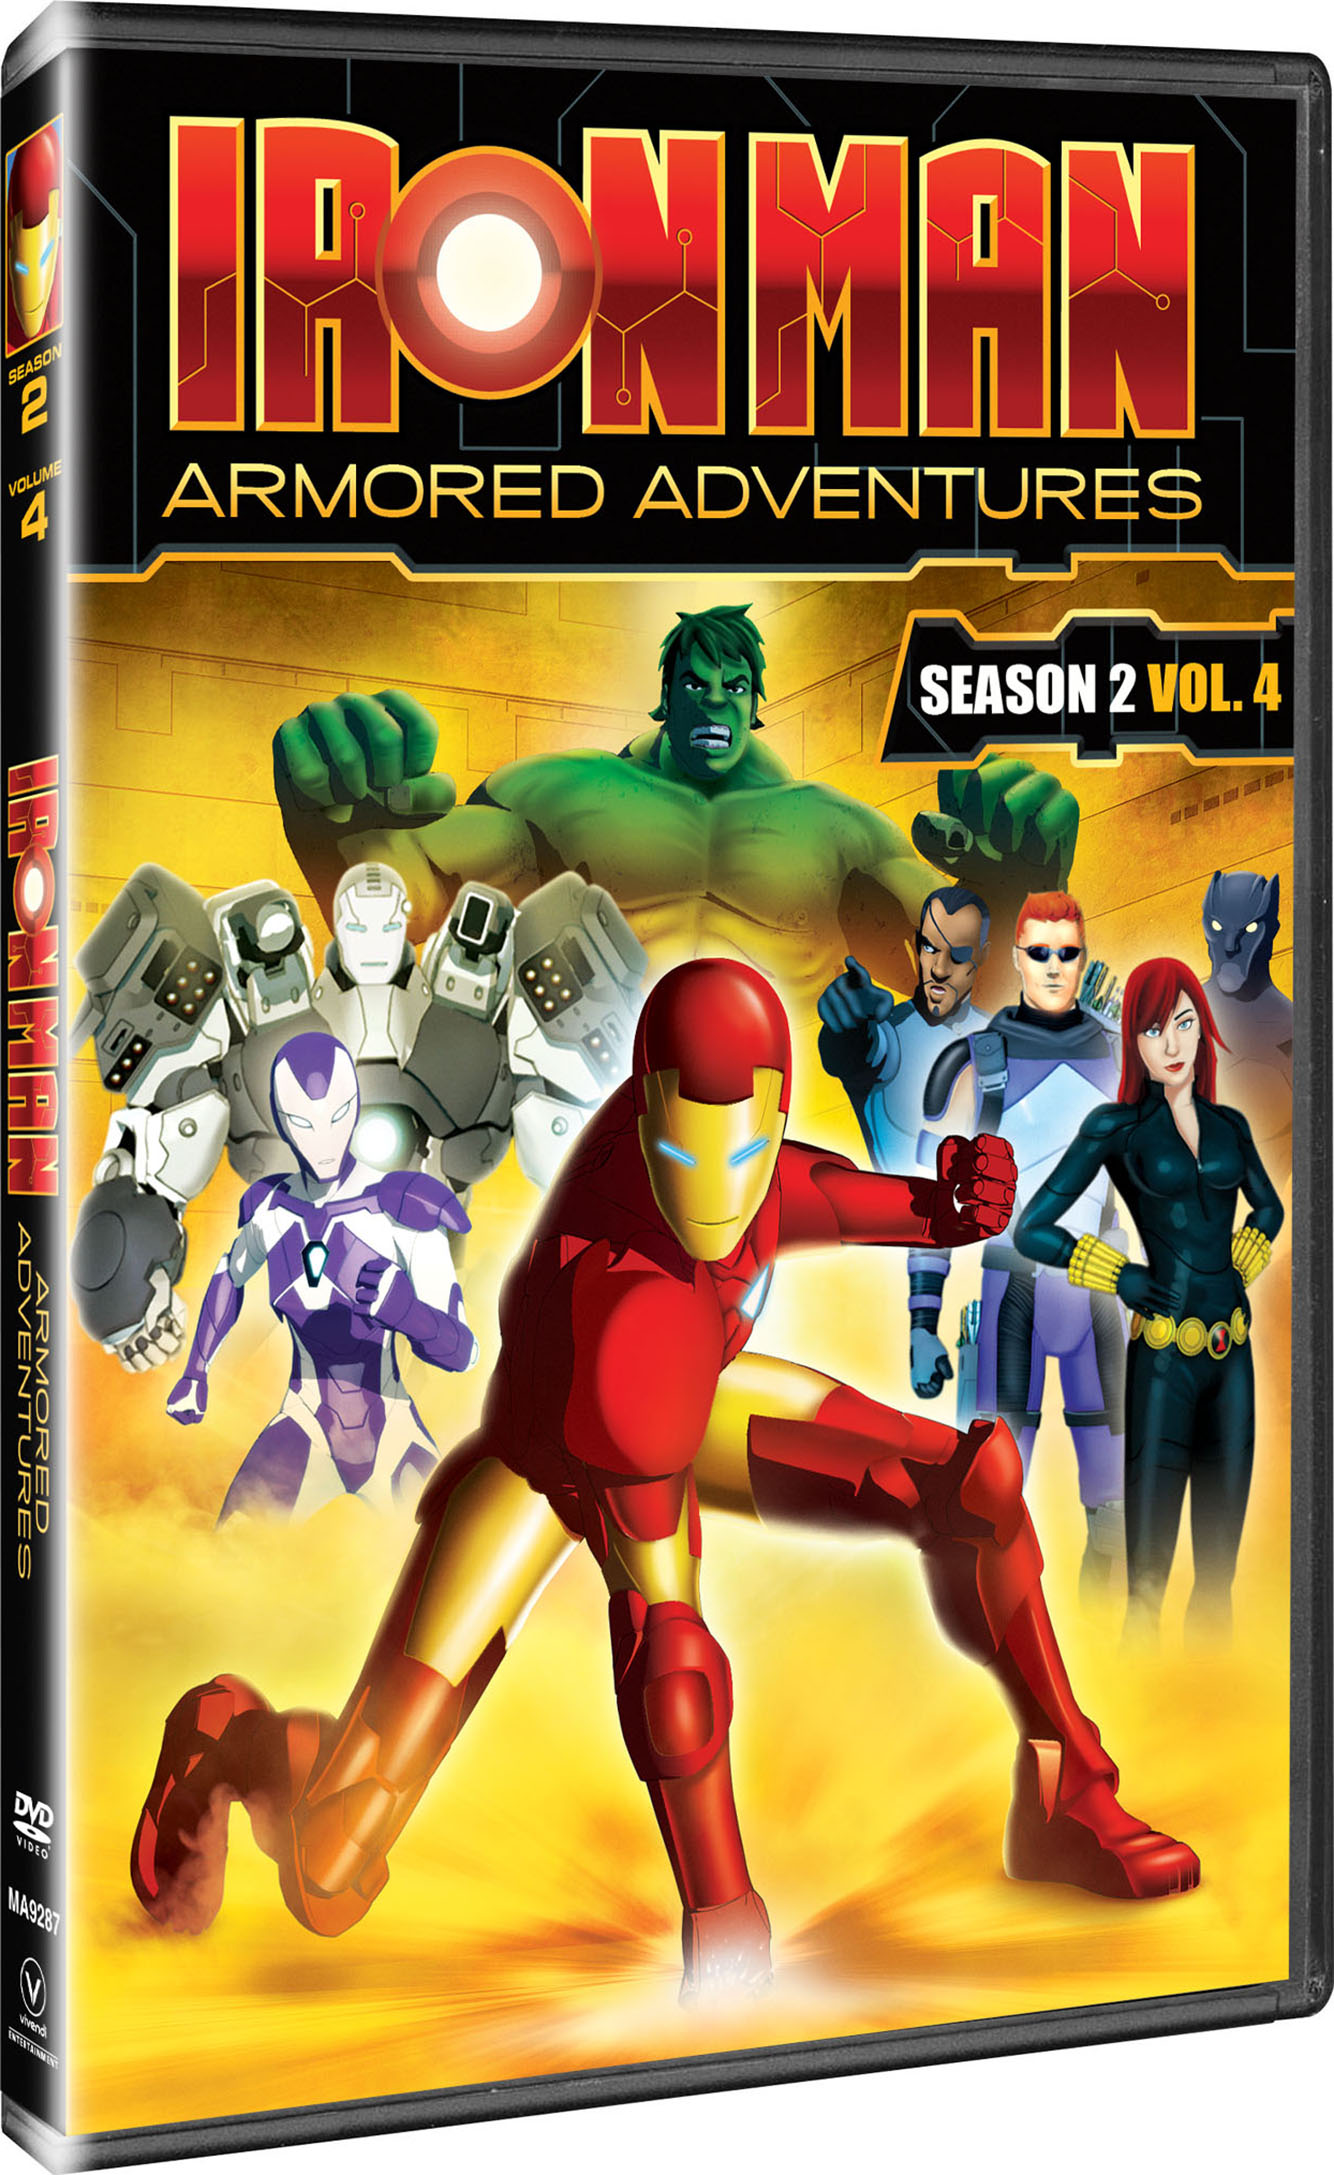 IRON MAN
ARMORED ADVENTURES
SEASON 2 VOL. 4
SEASON
2
VOLUME
4
IRON MAN
ARMORED
ADVENTURES
DVD
VIDEO
MA9287
V
vivendi
ENTERTAINMENT